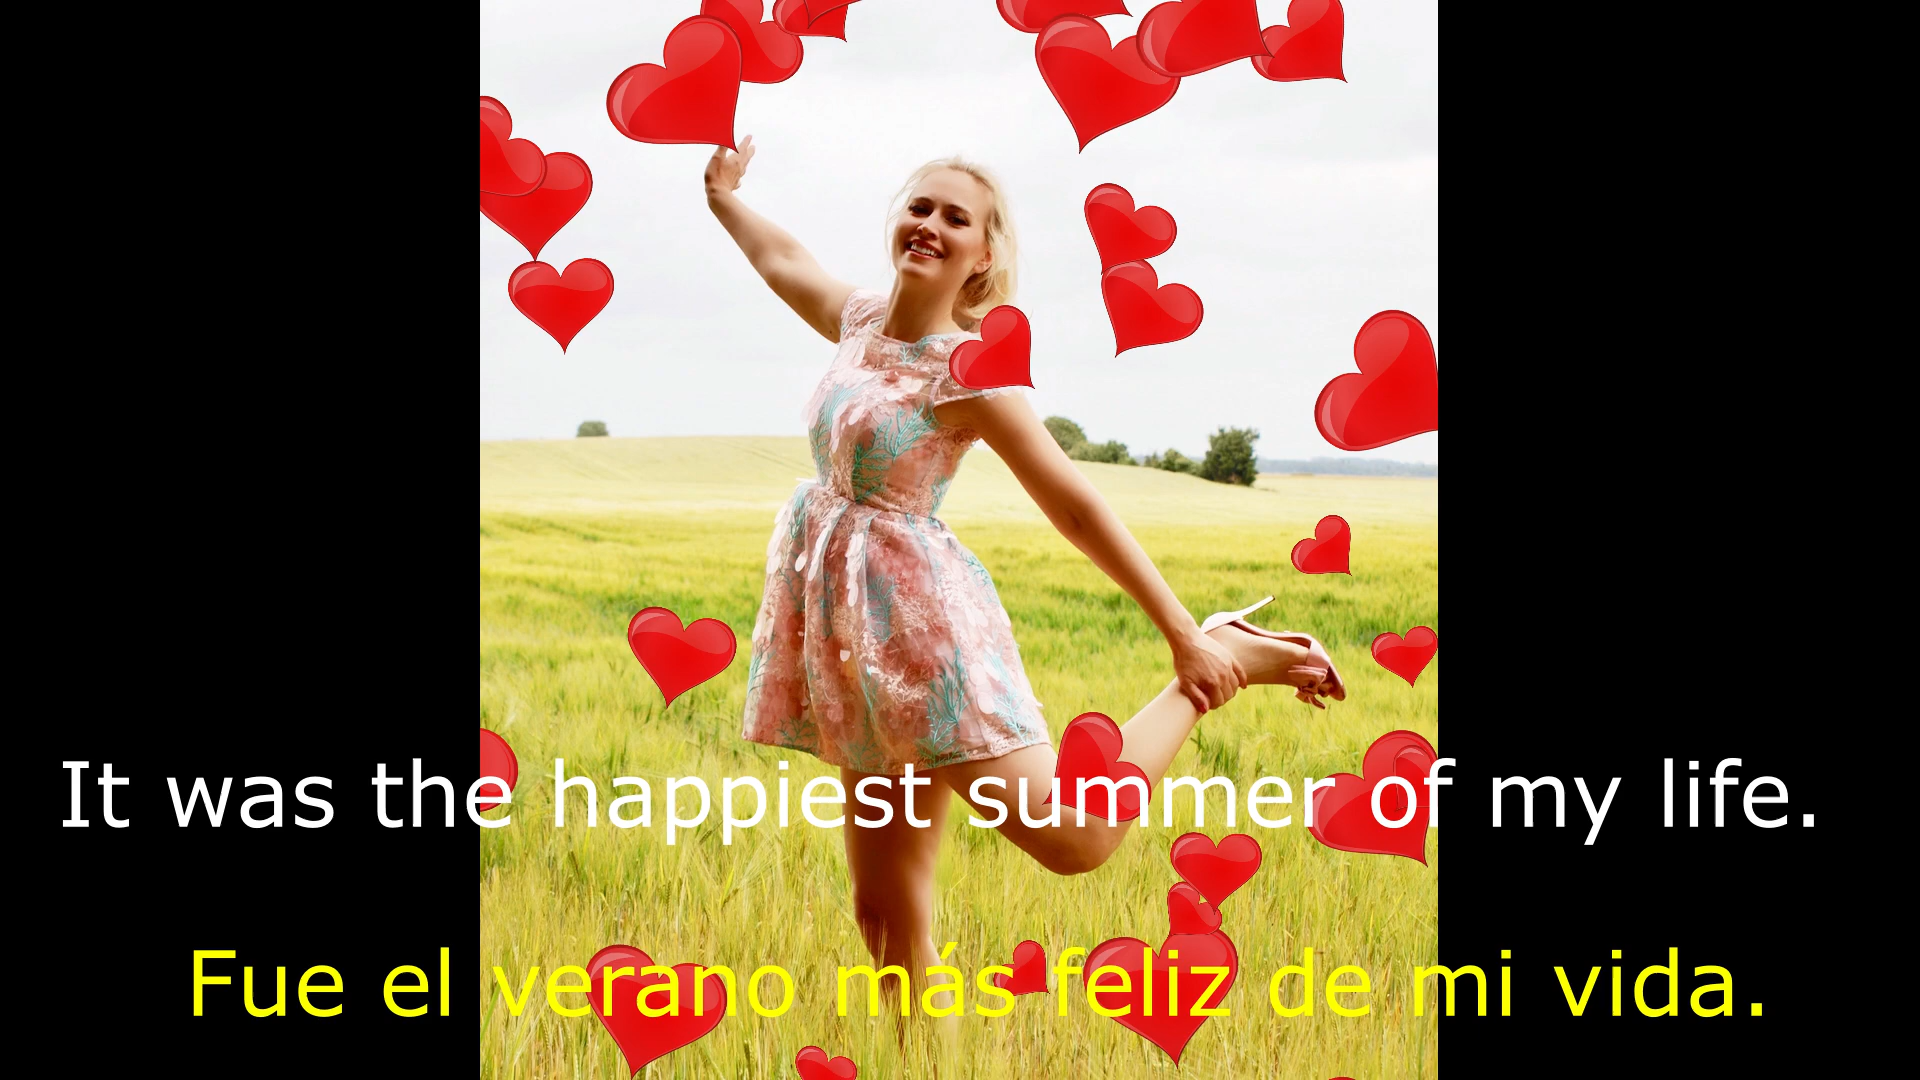 It was the happiest summer of my life.
Fue el verano más feliz de mi vida.